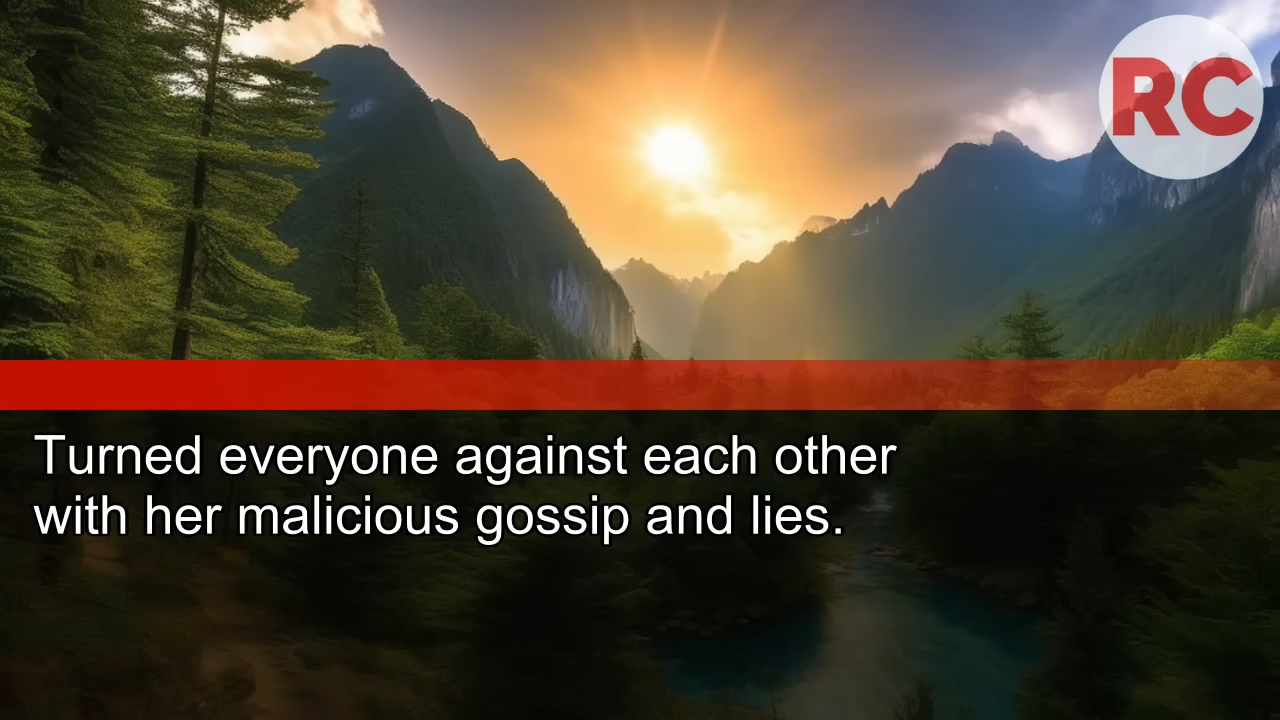 RC
Turned everyone against each other
with her malicious gossip and lies.